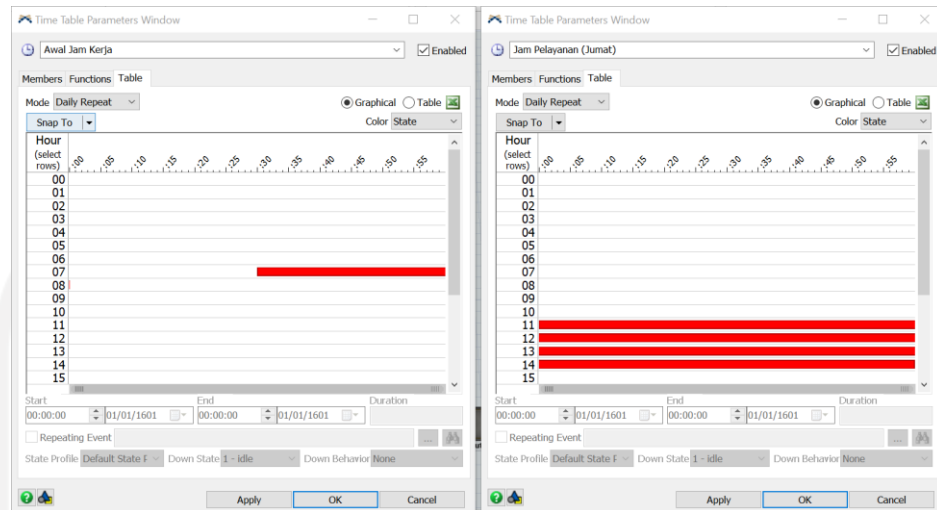 Time Table Parameters Window
Awal Jam Kerja
Enabled
Members Functions Table
Mode Daily Repeat
Graphical Table
Snap To
Color State
Hour
(select
rows)
:00 :05 :10 :15 :20 :25 :30 :35 :40 :45 :50 :55
00
01
02
03
04
05
06
07
08
09
10
11
12
13
14
15
Start End Duration
00:00:00 01/01/1601 00:00:00 01/01/1601
Repeating Event ...
State Profile Default State Down State 1 - idle Down Behavior None
Apply OK Cancel
Time Table Parameters Window
Jam Pelayanan (Jumat)
Enabled
Members Functions Table
Mode Daily Repeat
Graphical Table
Snap To
Color State
Hour
(select
rows)
:00 :05 :10 :15 :20 :25 :30 :35 :40 :45 :50 :55
00
01
02
03
04
05
06
07
08
09
10
11
12
13
14
15
Start End Duration
00:00:00 01/01/1601 00:00:00 01/01/1601
Repeating Event ...
State Profile Default State Down State 1 - idle Down Behavior None
Apply OK Cancel